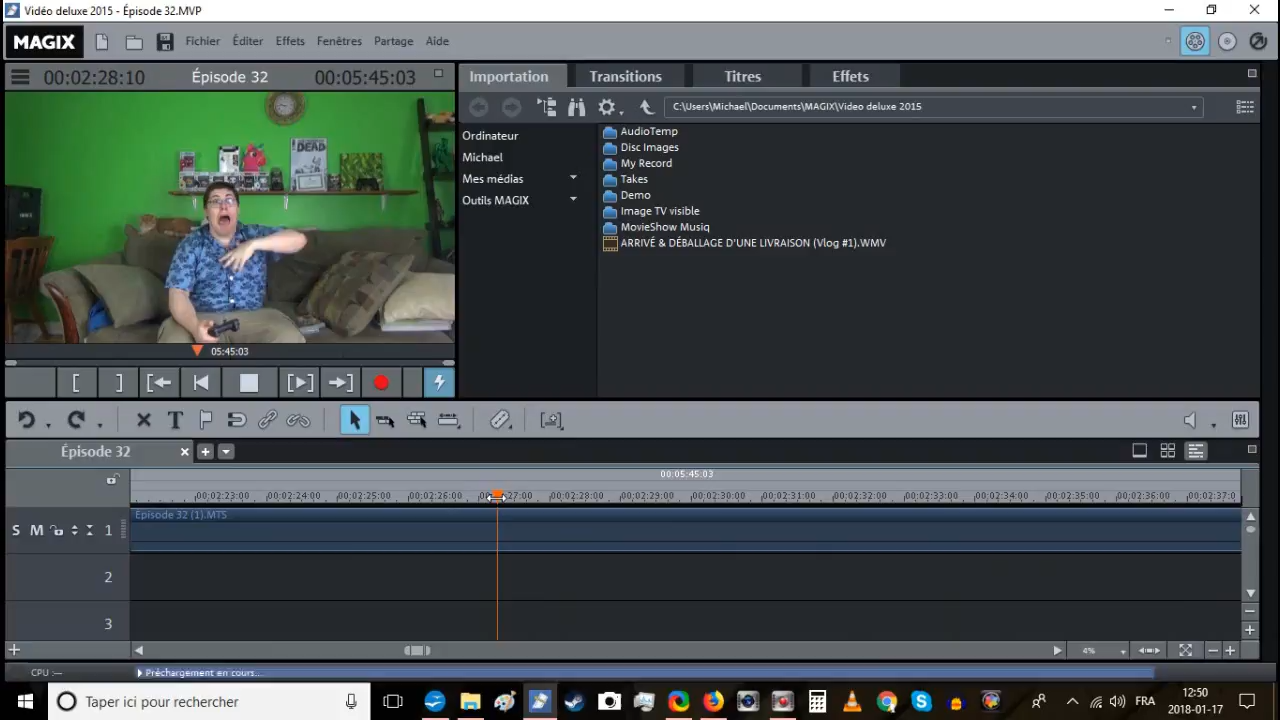 Vidéo deluxe 2015 - Épisode 32.MVP
MAGIX Fichier Éditer Effets Fenêtres Partage Aide
00:02:28:10 Épisode 32 00:05:45:03
Importation Transitions Titres Effets
C:\Users\Michael\Documents\MAGIX\Video deluxe 2015
Ordinateur
Michael
Mes médias
Outils MAGIX
AudioTemp
Disc Images
My Record
Takes
Demo
Image TV visible
MovieShow Musiq
ARRIVÉ & DÉBALLAGE D'UNE LIVRAISON (Vlog #1).WMV
DEAD
05:45:03
Épisode 32
00:05:45:03
00:02:23:00 00:02:24:00 00:02:25:00 00:02:26:00 27:00 00:02:28:00 00:02:29:00 00:02:30:00 00:02:31:00 00:02:32:00 00:02:33:00 00:02:34:00 00:02:35:00 00:02:36:00 00:02:37:0
Episode 32 (1).MTS
S M 1
2
3
4%
CPU :--
Préchargement en cours...
Taper ici pour rechercher
FRA
12:50
2018-01-17